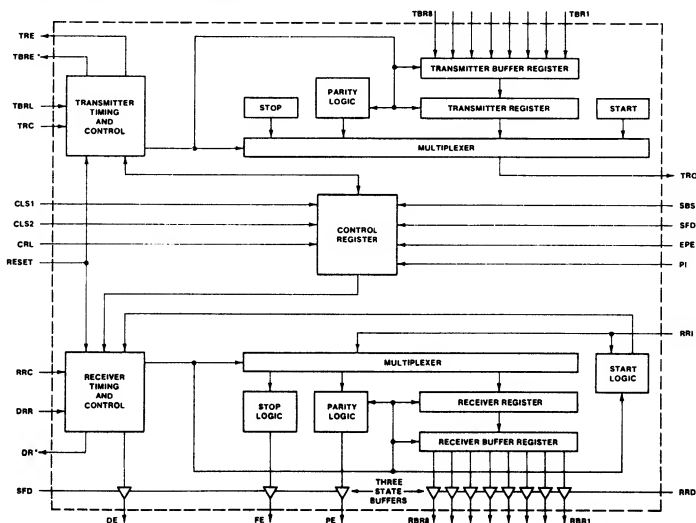 TBR8 TBR1
TRE
TBRE*
TBRL
TRC
TRANSMITTER
TIMING
AND
CONTROL
TRANSMITTER BUFFER REGISTER
STOP
PARITY
LOGIC
TRANSMITTER REGISTER
START
MULTIPLEXER
TRO
CLS1
CLS2
CRL
RESET
CONTROL
REGISTER
SBS
SFD
EPE
PI
RRI
RRC
DRR
DR*
RECEIVER
TIMING
AND
CONTROL
MULTIPLEXER
START
LOGIC
STOP
LOGIC
PARITY
LOGIC
RECEIVER REGISTER
RECEIVER BUFFER REGISTER
SFD
THREE
STATE
BUFFERS
RRD
OE FE PE RBR8 RBR1